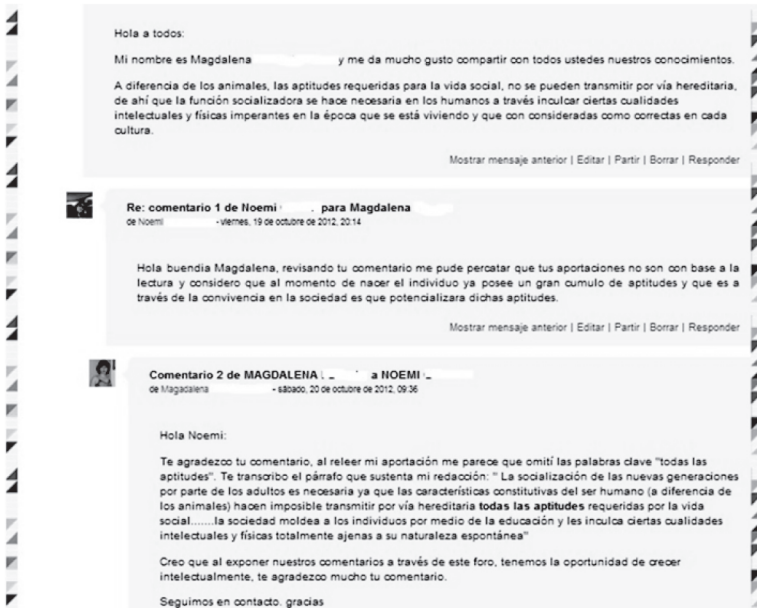 Hola a todos:
Mi nombre es Magdalena y me da mucho gusto compartir con todos ustedes nuestros conocimientos.
A diferencia de los animales, las aptitudes requeridas para la vida social, no se pueden transmitir por vía hereditaria,
de ahí que la función socializadora se hace necesaria en los humanos a través inculcar ciertas cualidades
intelectuales y físicas imperantes en la época que se está viviendo y que con consideradas como correctas en cada
cultura.
Mostrar mensaje anterior | Editar | Partir | Borrar | Responder
Re: comentario 1 de Noemi para Magdalena
de Noemi - viernes, 19 de octubre de 2012, 20:14
Hola buendia Magdalena, revisando tu comentario me pude percatar que tus aportaciones no son con base a la
lectura y considero que al momento de nacer el individuo ya posee un gran cumulo de aptitudes y que es a
través de la convivencia en la sociedad es que potencializara dichas aptitudes.
Mostrar mensaje anterior | Editar | Partir | Borrar | Responder
Comentario 2 de MAGDALENA a NOEMI
de Magadalena - sábado, 20 de octubre de 2012, 09:36
Hola Noemi:
Te agradezco tu comentario, al releer mi aportación me parece que omití las palabras clave "todas las
aptitudes". Te transcribo el párrafo que sustenta mi redacción: " La socialización de las nuevas generaciones
por parte de los adultos es necesaria ya que las características constitutivas del ser humano (a diferencia de
los animales) hacen imposible transmitir por vía hereditaria todas las aptitudes requeridas por la vida
social.......la sociedad moldea a los individuos por medio de la educación y les inculca ciertas cualidades
intelectuales y físicas totalmente ajenas a su naturaleza espontánea"
Creo que al exponer nuestros comentarios a través de este foro, tenemos la oportunidad de crecer
intelectualmente, te agradezco mucho tu comentario.
Seguimos en contacto. gracias